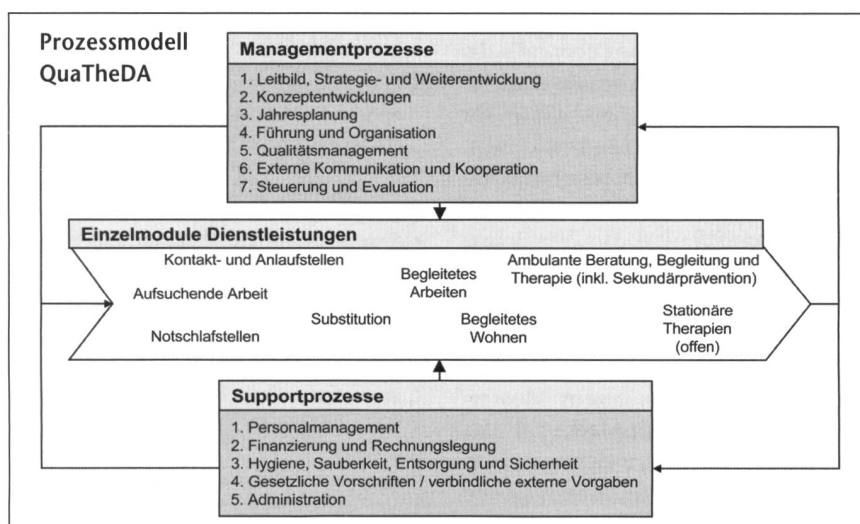 Prozessmodell
QuaTheDA
Managementprozesse
1. Leitbild, Strategie- und Weiterentwicklung
2. Konzeptentwicklungen
3. Jahresplanung
4. Führung und Organisation
5. Qualitätsmanagement
6. Externe Kommunikation und Kooperation
7. Steuerung und Evaluation
Einzelmodule Dienstleistungen
Kontakt- und Anlaufstellen
Aufsuchende Arbeit
Notschlafstellen
Substitution
Begleitetes
Arbeiten
Begleitetes
Wohnen
Ambulante Beratung, Begleitung und
Therapie (inkl. Sekundärprävention)
Stationäre
Therapien
(offen)
Supportprozesse
1. Personalmanagement
2. Finanzierung und Rechnungslegung
3. Hygiene, Sauberkeit, Entsorgung und Sicherheit
4. Gesetzliche Vorschriften / verbindliche externe Vorgaben
5. Administration